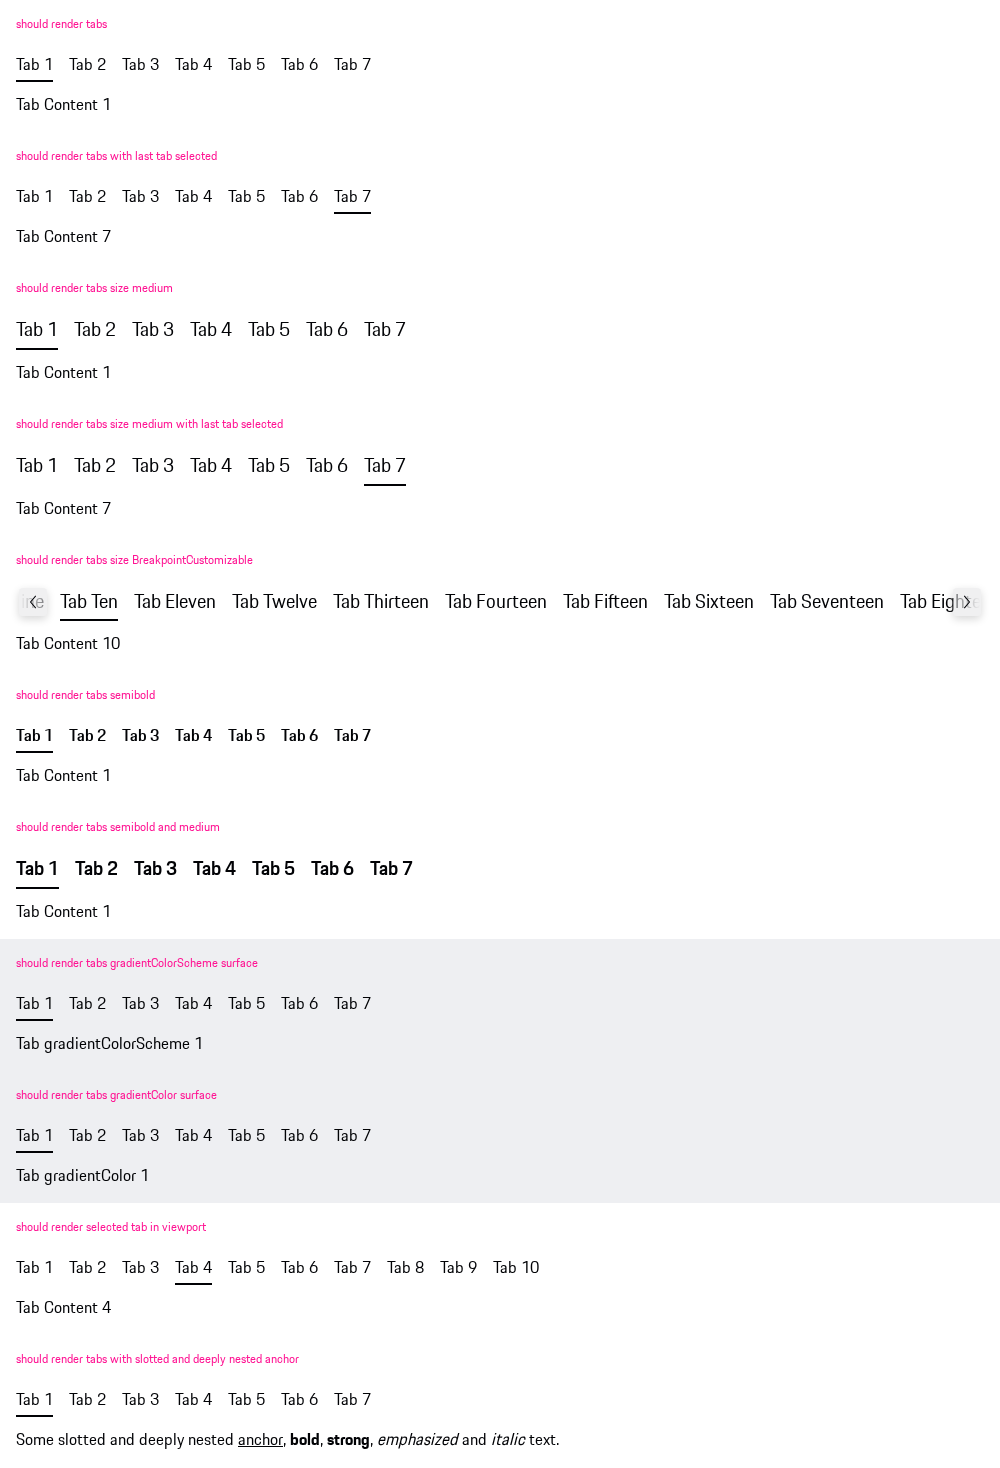 should render tabs
Tab 1 Tab 2 Tab 3 Tab 4 Tab 5 Tab 6 Tab 7
Tab Content 1
should render tabs with last tab selected
Tab 1 Tab 2 Tab 3 Tab 4 Tab 5 Tab 6 Tab 7
Tab Content 7
should render tabs size medium
Tab 1 Tab 2 Tab 3 Tab 4 Tab 5 Tab 6 Tab 7
Tab Content 1
should render tabs size medium with last tab selected
Tab 1 Tab 2 Tab 3 Tab 4 Tab 5 Tab 6 Tab 7
Tab Content 7
should render tabs size BreakpointCustomizable
Tab Ten Tab Eleven Tab Twelve Tab Thirteen Tab Fourteen Tab Fifteen Tab Sixteen Tab Seventeen Tab
Tab Content 10
should render tabs semibold
Tab 1 Tab 2 Tab 3 Tab 4 Tab 5 Tab 6 Tab 7
Tab Content 1
should render tabs semibold and medium
Tab 1 Tab 2 Tab 3 Tab 4 Tab 5 Tab 6 Tab 7
Tab Content 1
should render tabs gradientColorScheme surface
Tab 1 Tab 2 Tab 3 Tab 4 Tab 5 Tab 6 Tab 7
Tab gradientColorScheme 1
should render tabs gradientColor surface
Tab 1 Tab 2 Tab 3 Tab 4 Tab 5 Tab 6 Tab 7
Tab gradientColor 1
should render selected tab in viewport
Tab 1 Tab 2 Tab 3 Tab 4 Tab 5 Tab 6 Tab 7 Tab 8 Tab 9 Tab 10
Tab Content 4
should render tabs with slotted and deeply nested anchor
Tab 1 Tab 2 Tab 3 Tab 4 Tab 5 Tab 6 Tab 7
Some slotted and deeply nested anchor, bold, strong, emphasized and italic text.